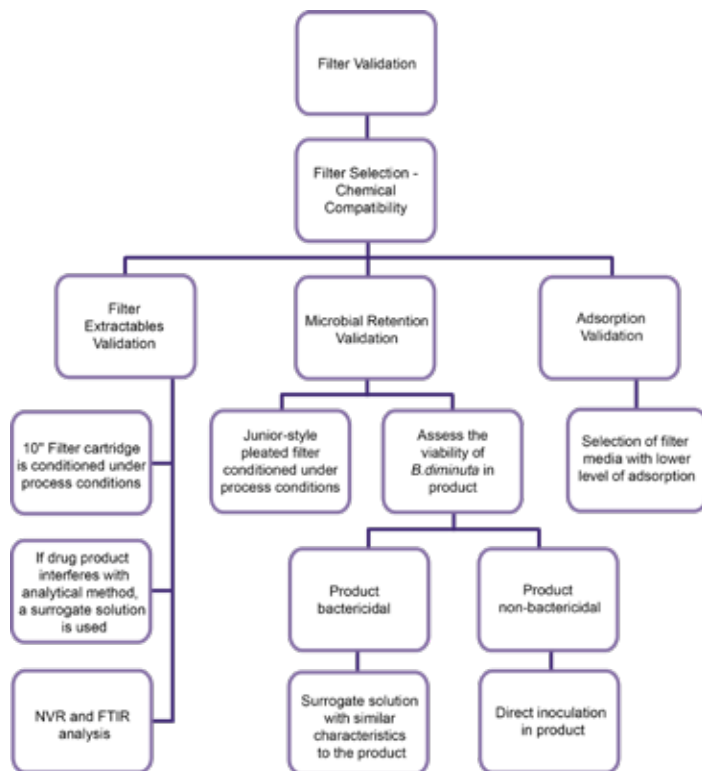 Filter Validation
Filter Selection -
Chemical
Compatibility
Filter
Extractables
Validation
Microbial Retention
Validation
Adsorption
Validation
10" Filter cartridge
is conditioned under
process conditions
Junior-style
pleated filter
conditioned under
process conditions
Assess the
viability of
B.diminuta in
product
Selection of filter
media with lower
level of adsorption
If drug product
interferes with
analytical method,
a surrogate solution
is used
Product
bactericidal
Product
non-bactericidal
NVR and FTIR
analysis
Surrogate solution
with similar
characteristics
to the product
Direct inoculation
in product